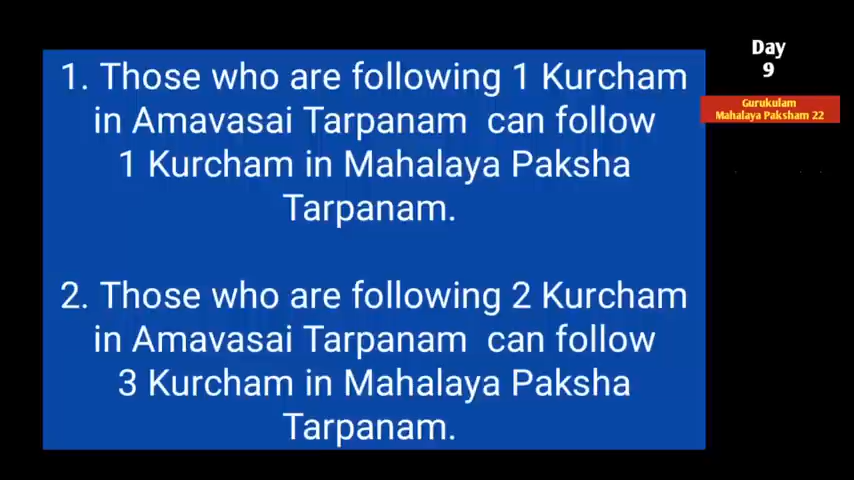 1. Those who are following 1 Kurcham
in Amavasai Tarpanam can follow
1 Kurcham in Mahalaya Paksha
Tarpanam.
2. Those who are following 2 Kurcham
in Amavasai Tarpanam can follow
3 Kurcham in Mahalaya Paksha
Tarpanam.
Day
9
Gurukulam
Mahalaya Paksham 22